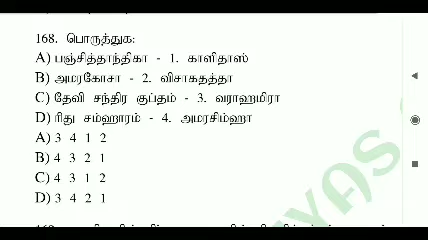 168. பொருத்துக:
A) பஞ்சித்தாந்திகா - 1. காளிதாஸ்
B) அமரகோசா - 2. விசாகதத்தா
C) தேவி சந்திர குப்தம் - 3. வராஹமிரா
D) ரிது சம்ஹாரம் - 4. அமரசிம்ஹா
A) 3 4 1 2
B) 4 3 2 1
C) 4 3 1 2
D) 3 4 2 1